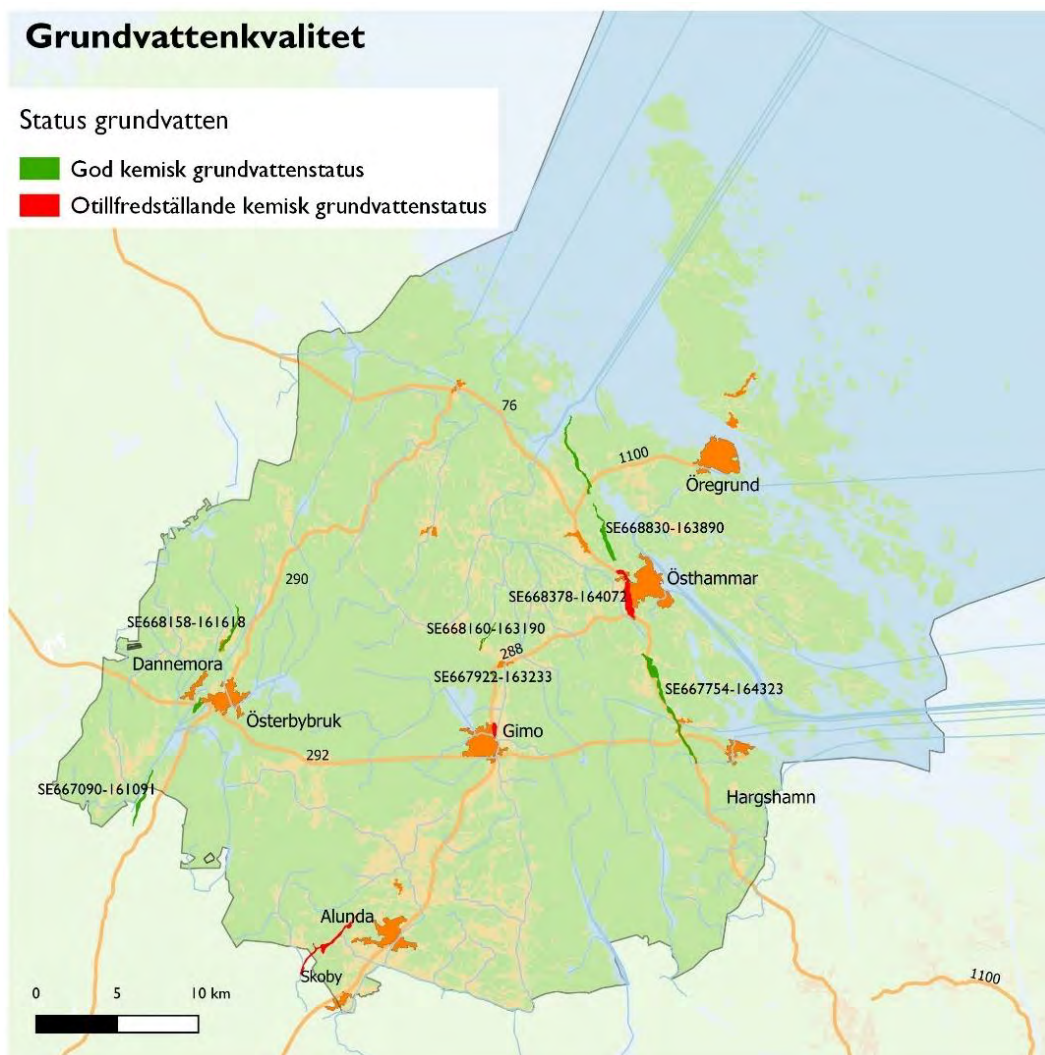 Grundvattenkvalitet
Status grundvatten
God kemisk grundvattenstatus
Otillfredställande kemisk grundvattenstatus
76
1100
Öregrund
SE668830-163890
290
Östhammar
SE668378-164072
SE668158-161618
SE668160-163190
288
Dannemora
SE667922-163233
SE667754-164323
Österbybruk
Gimo
292
SE667090-161091
Hargshamn
Alunda
Skoby
1100
0 5 10 km